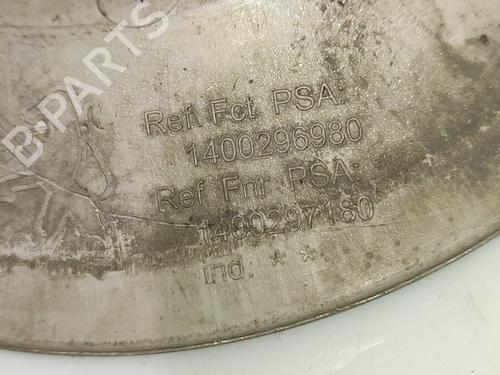 B-PARTS
Ref. Fct. PSA:
1400296980
Ref Fnr. PSA:
1400297180
ind: * *